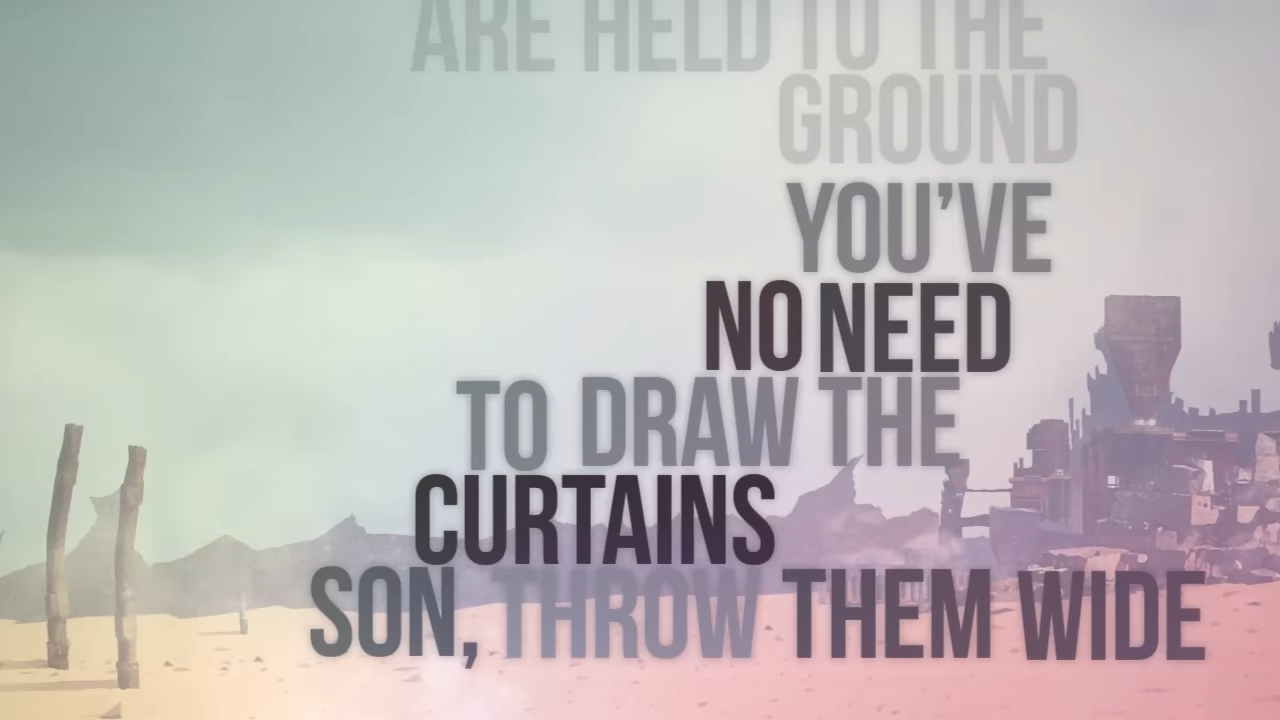 ARE HELD TO THE
GROUND
YOU'VE
NO NEED
TO DRAW THE
CURTAINS
SON, THROW THEM WIDE